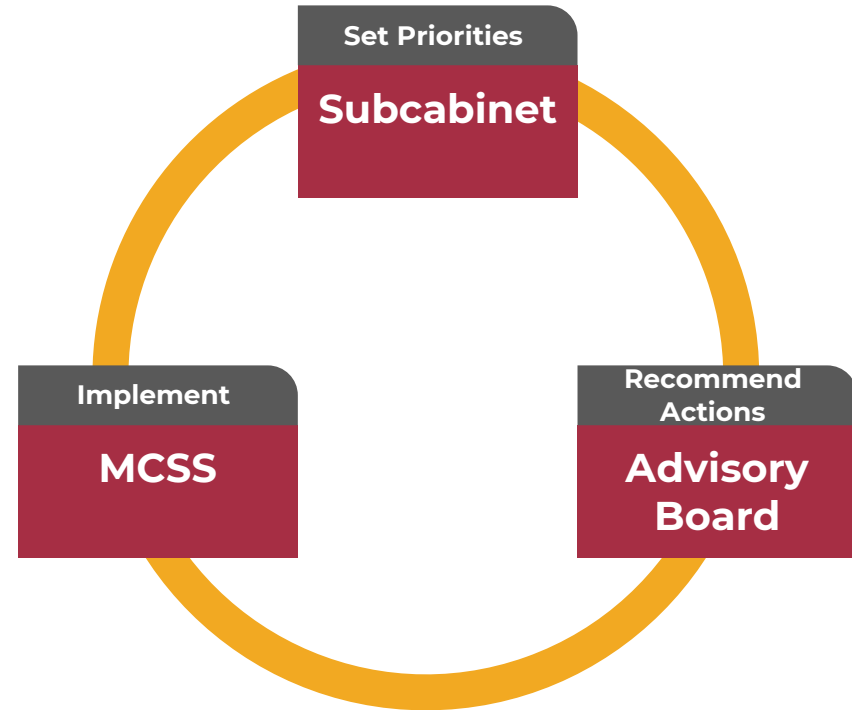 Set Priorities
Subcabinet
Implement
MCSS
Recommend
Actions
Advisory
Board